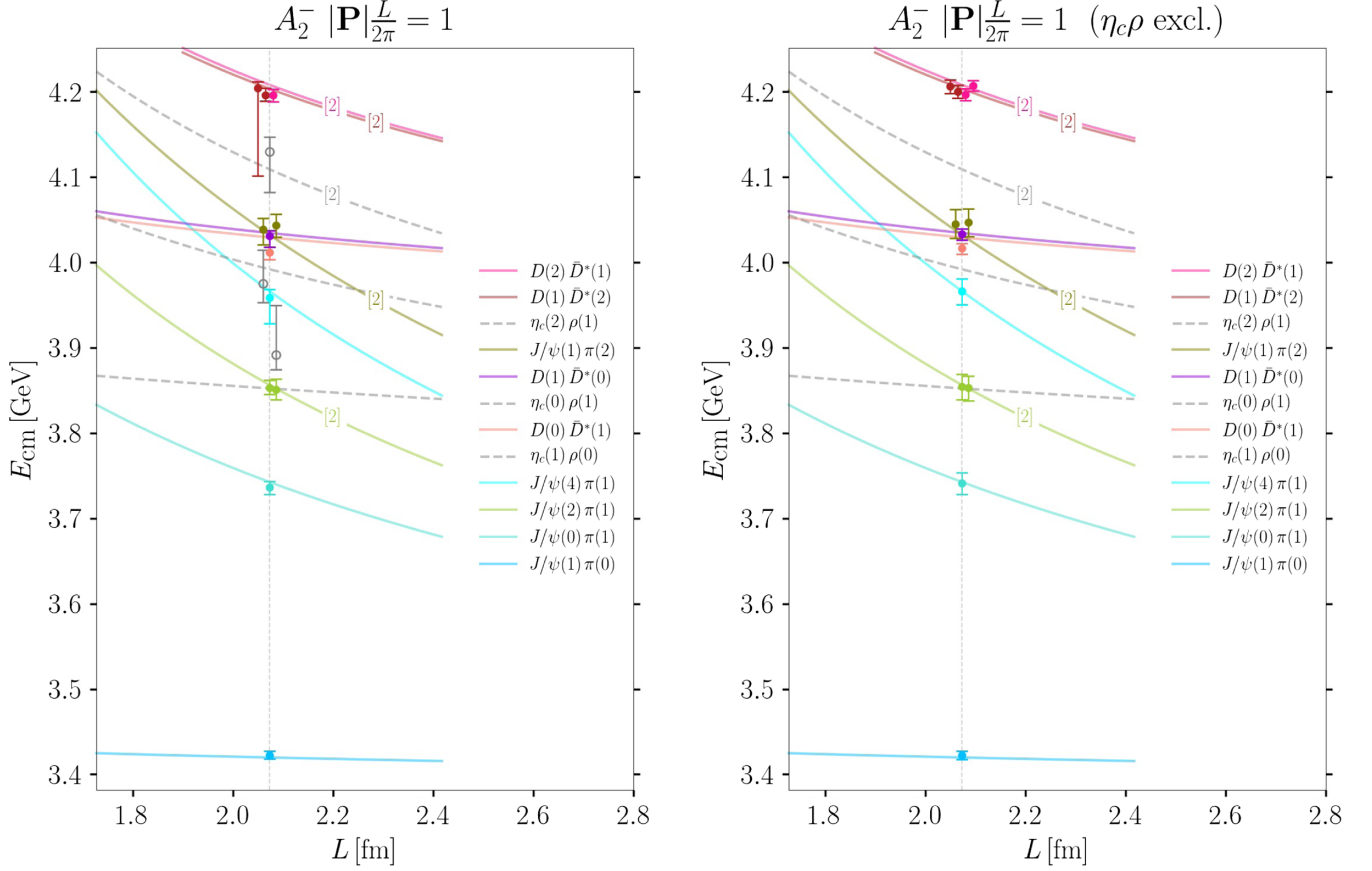 A_2^- |P| L/2π = 1
E_cm [GeV]
4.2
4.1
4.0
3.9
3.8
3.7
3.6
3.5
3.4
[2]
[2]
[2]
[2]
[2]
D(2) D̄*(1)
D(1) D̄*(2)
η_c(2) ρ(1)
J/ψ(1) π(2)
D(1) D̄*(0)
η_c(0) ρ(1)
D(0) D̄*(1)
η_c(1) ρ(0)
J/ψ(4) π(1)
J/ψ(2) π(1)
J/ψ(0) π(1)
J/ψ(1) π(0)
1.8 2.0 2.2 2.4 2.6 2.8
L [fm]
A_2^- |P| L/2π = 1 (η_c ρ excl.)
E_cm [GeV]
4.2
4.1
4.0
3.9
3.8
3.7
3.6
3.5
3.4
[2]
[2]
[2]
[2]
[2]
D(2) D̄*(1)
D(1) D̄*(2)
η_c(2) ρ(1)
J/ψ(1) π(2)
D(1) D̄*(0)
η_c(0) ρ(1)
D(0) D̄*(1)
η_c(1) ρ(0)
J/ψ(4) π(1)
J/ψ(2) π(1)
J/ψ(0) π(1)
J/ψ(1) π(0)
1.8 2.0 2.2 2.4 2.6 2.8
L [fm]